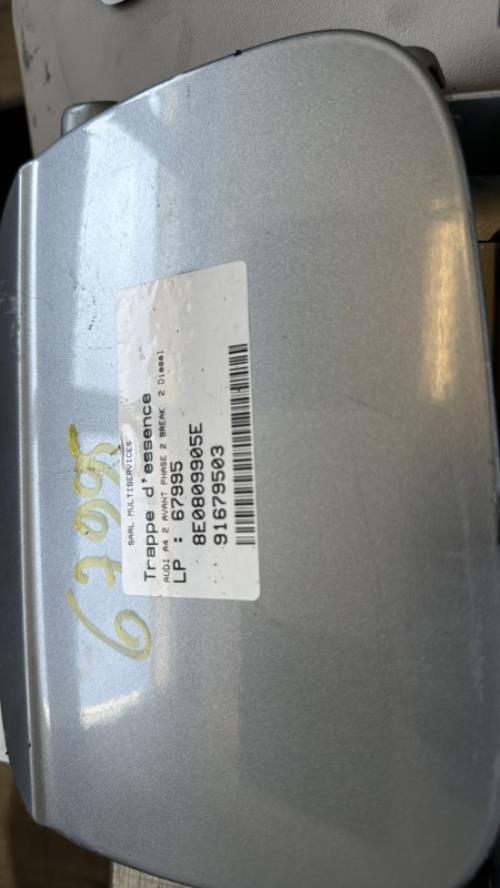 SARL MULTISERVICES
Trappe d'essence
AUDI A4 2 AVANT PHASE 2 BREAK 2 Diesel
LP : 67995
8E0809905E
91679503
67995